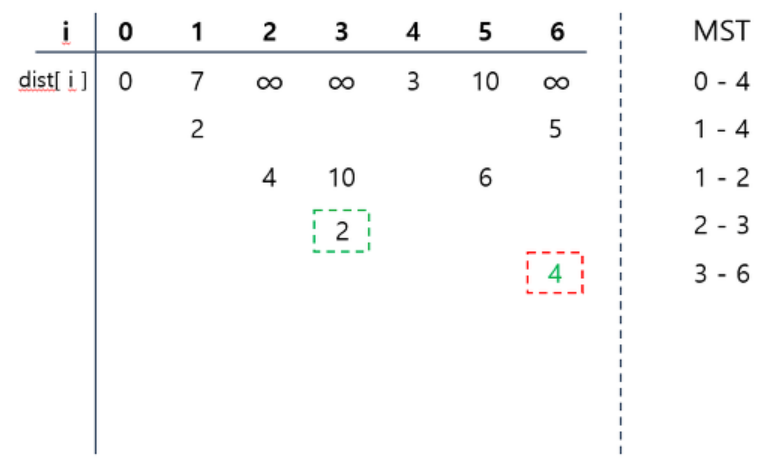 i 0 1 2 3 4 5 6 MST
dist[ i ] 0 7 ∞ ∞ 3 10 ∞ 0 - 4
2 5 1 - 4
4 10 6 1 - 2
2 2 - 3
4 3 - 6